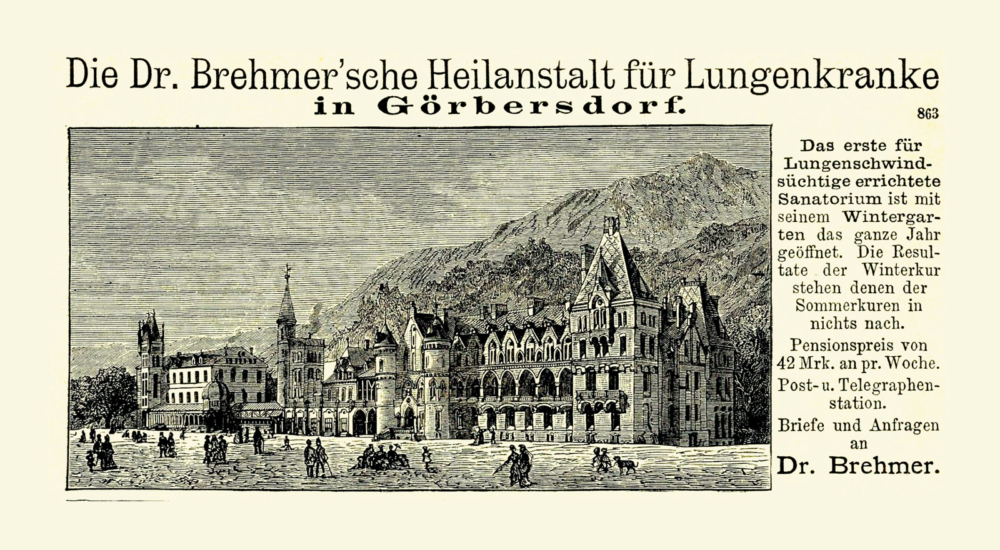 Die Dr. Brehmer'sche Heilanstalt für Lungenkranke
in Görbersdorf.
863
Das erste für
Lungenschwind-
süchtige errichtete
Sanatorium ist mit
seinem Wintergar-
ten das ganze Jahr
geöffnet. Die Resul-
tate der Winterkur
stehen denen der
Sommerkuren in
nichts nach.
Pensionspreis von
42 Mrk. an pr. Woche.
Post- u. Telegraphen-
station.
Briefe und Anfragen
an
Dr. Brehmer.